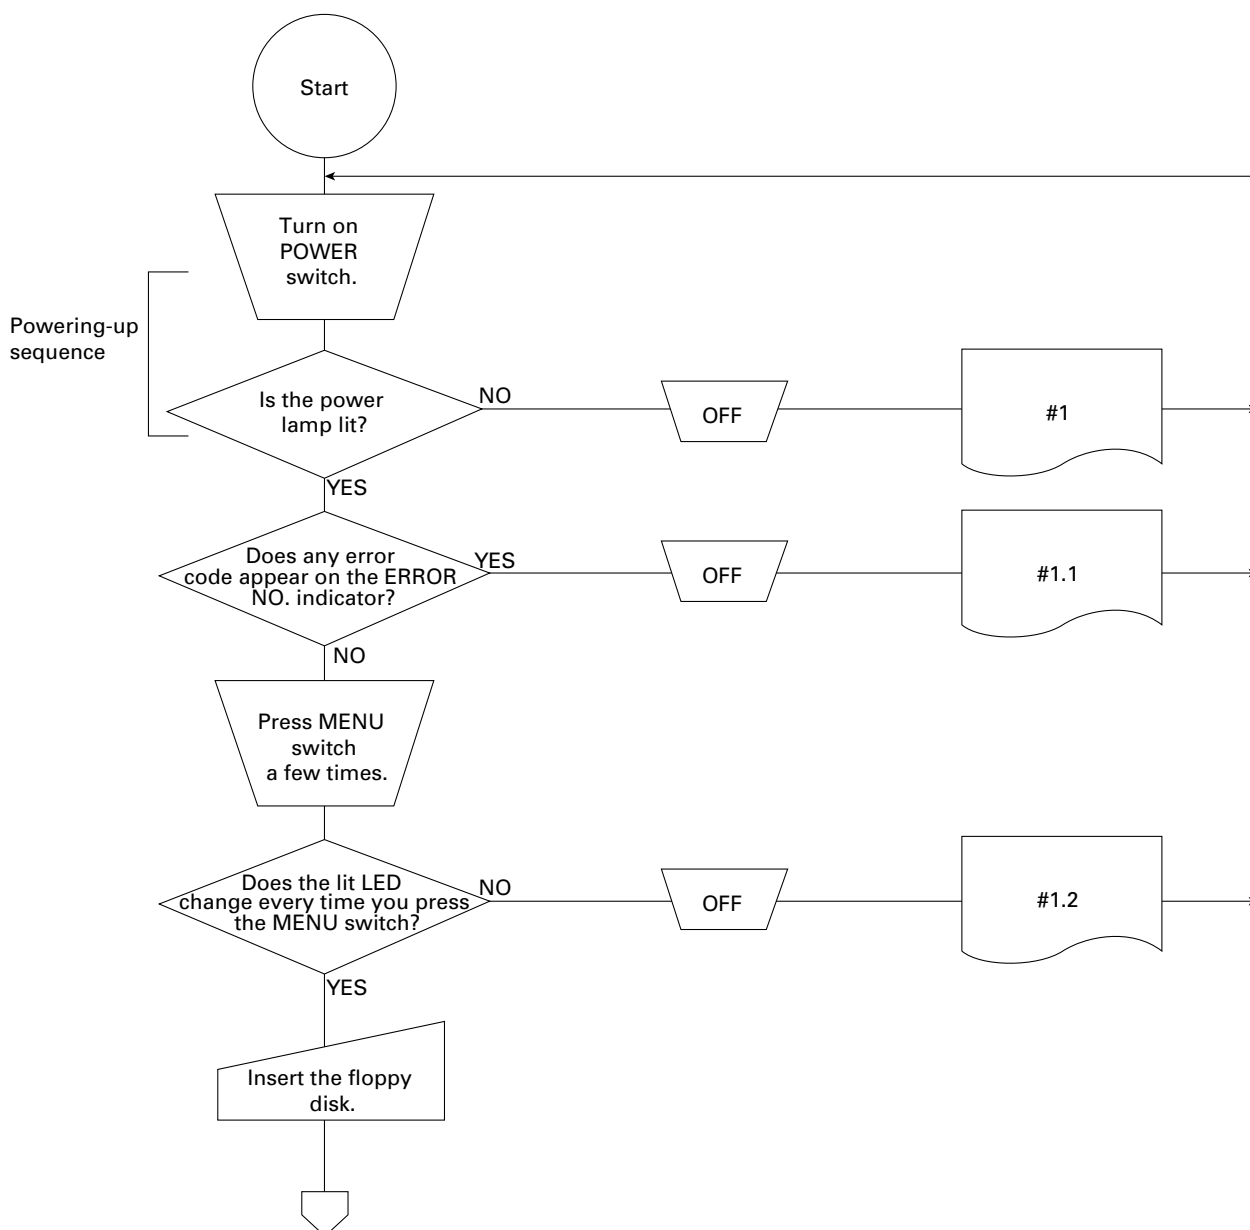 Start
Turn on
POWER
switch.
Powering-up
sequence
Is the power
lamp lit?
NO
OFF
#1
YES
Does any error
code appear on the ERROR
NO. indicator?
YES
OFF
#1.1
NO
Press MENU
switch
a few times.
Does the lit LED
change every time you press
the MENU switch?
NO
OFF
#1.2
YES
Insert the floppy
disk.